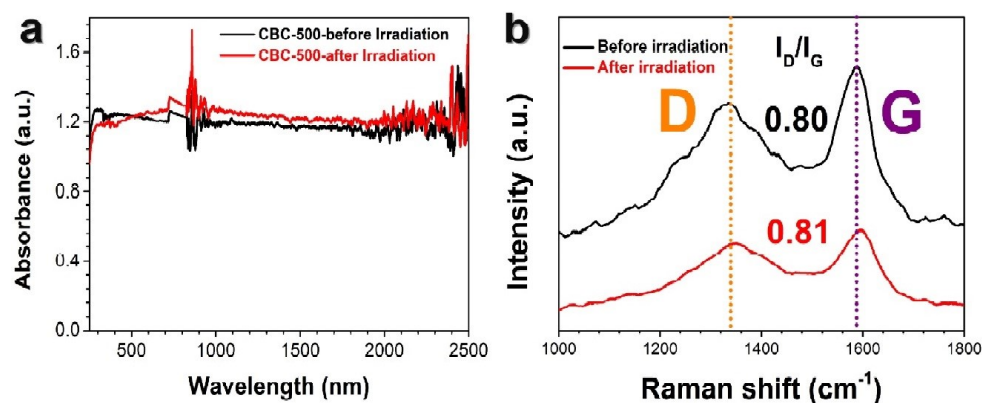 a
CBC-500-before Irradiation
CBC-500-after Irradiation
1.6
1.2
0.8
0.4
0.0
Absorbance (a.u.)
500
1000
1500
2000
2500
Wavelength (nm)
b
Before irradiation
After irradiation
I_D/I_G
D
0.80
G
0.81
Intensity (a.u.)
1000
1200
1400
1600
1800
Raman shift (cm⁻¹)